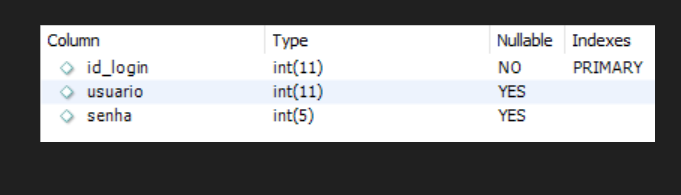 Column Type Nullable Indexes
id_login int(11) NO PRIMARY
usuario int(11) YES
senha int(5) YES